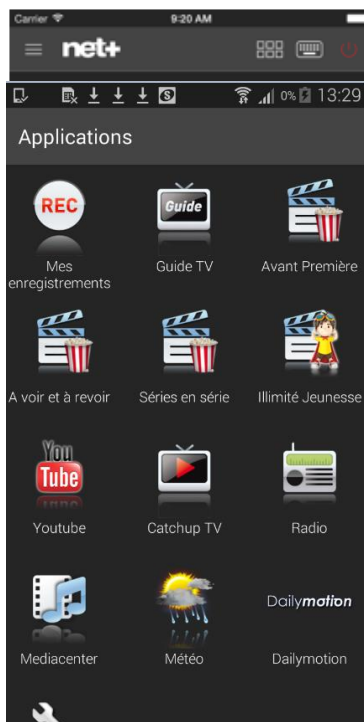 Carrier 9:20 AM
net+
0% 13:29
Applications
REC Guide
Mes
enregistrements
Guide TV
Avant Première
A voir et à revoir
Séries en série
Illimité Jeunesse
You
Tube
Youtube
Catchup TV
Radio
Dailymotion
Mediacenter
Météo
Dailymotion